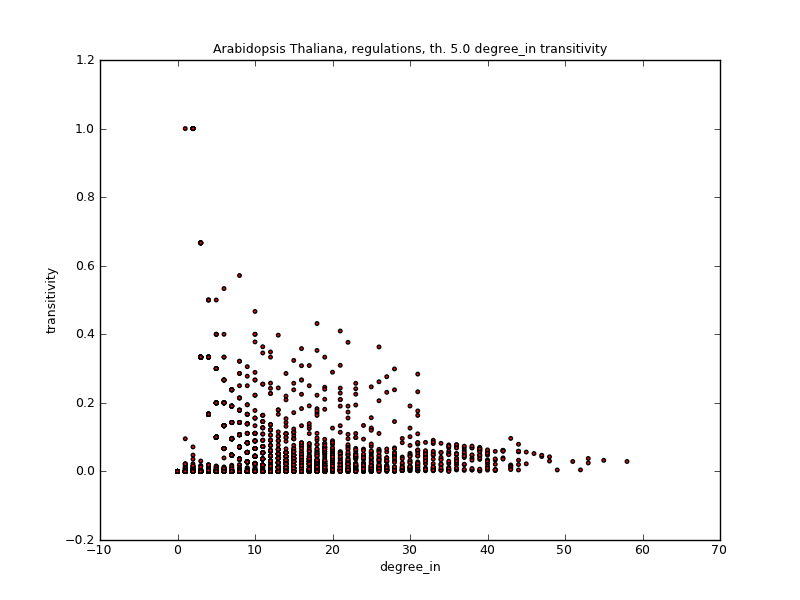 Arabidopsis Thaliana, regulations, th. 5.0 degree_in transitivity
1.2
1.0
0.8
0.6
0.4
0.2
0.0
−0.2
transitivity
−10 0 10 20 30 40 50 60 70
degree_in